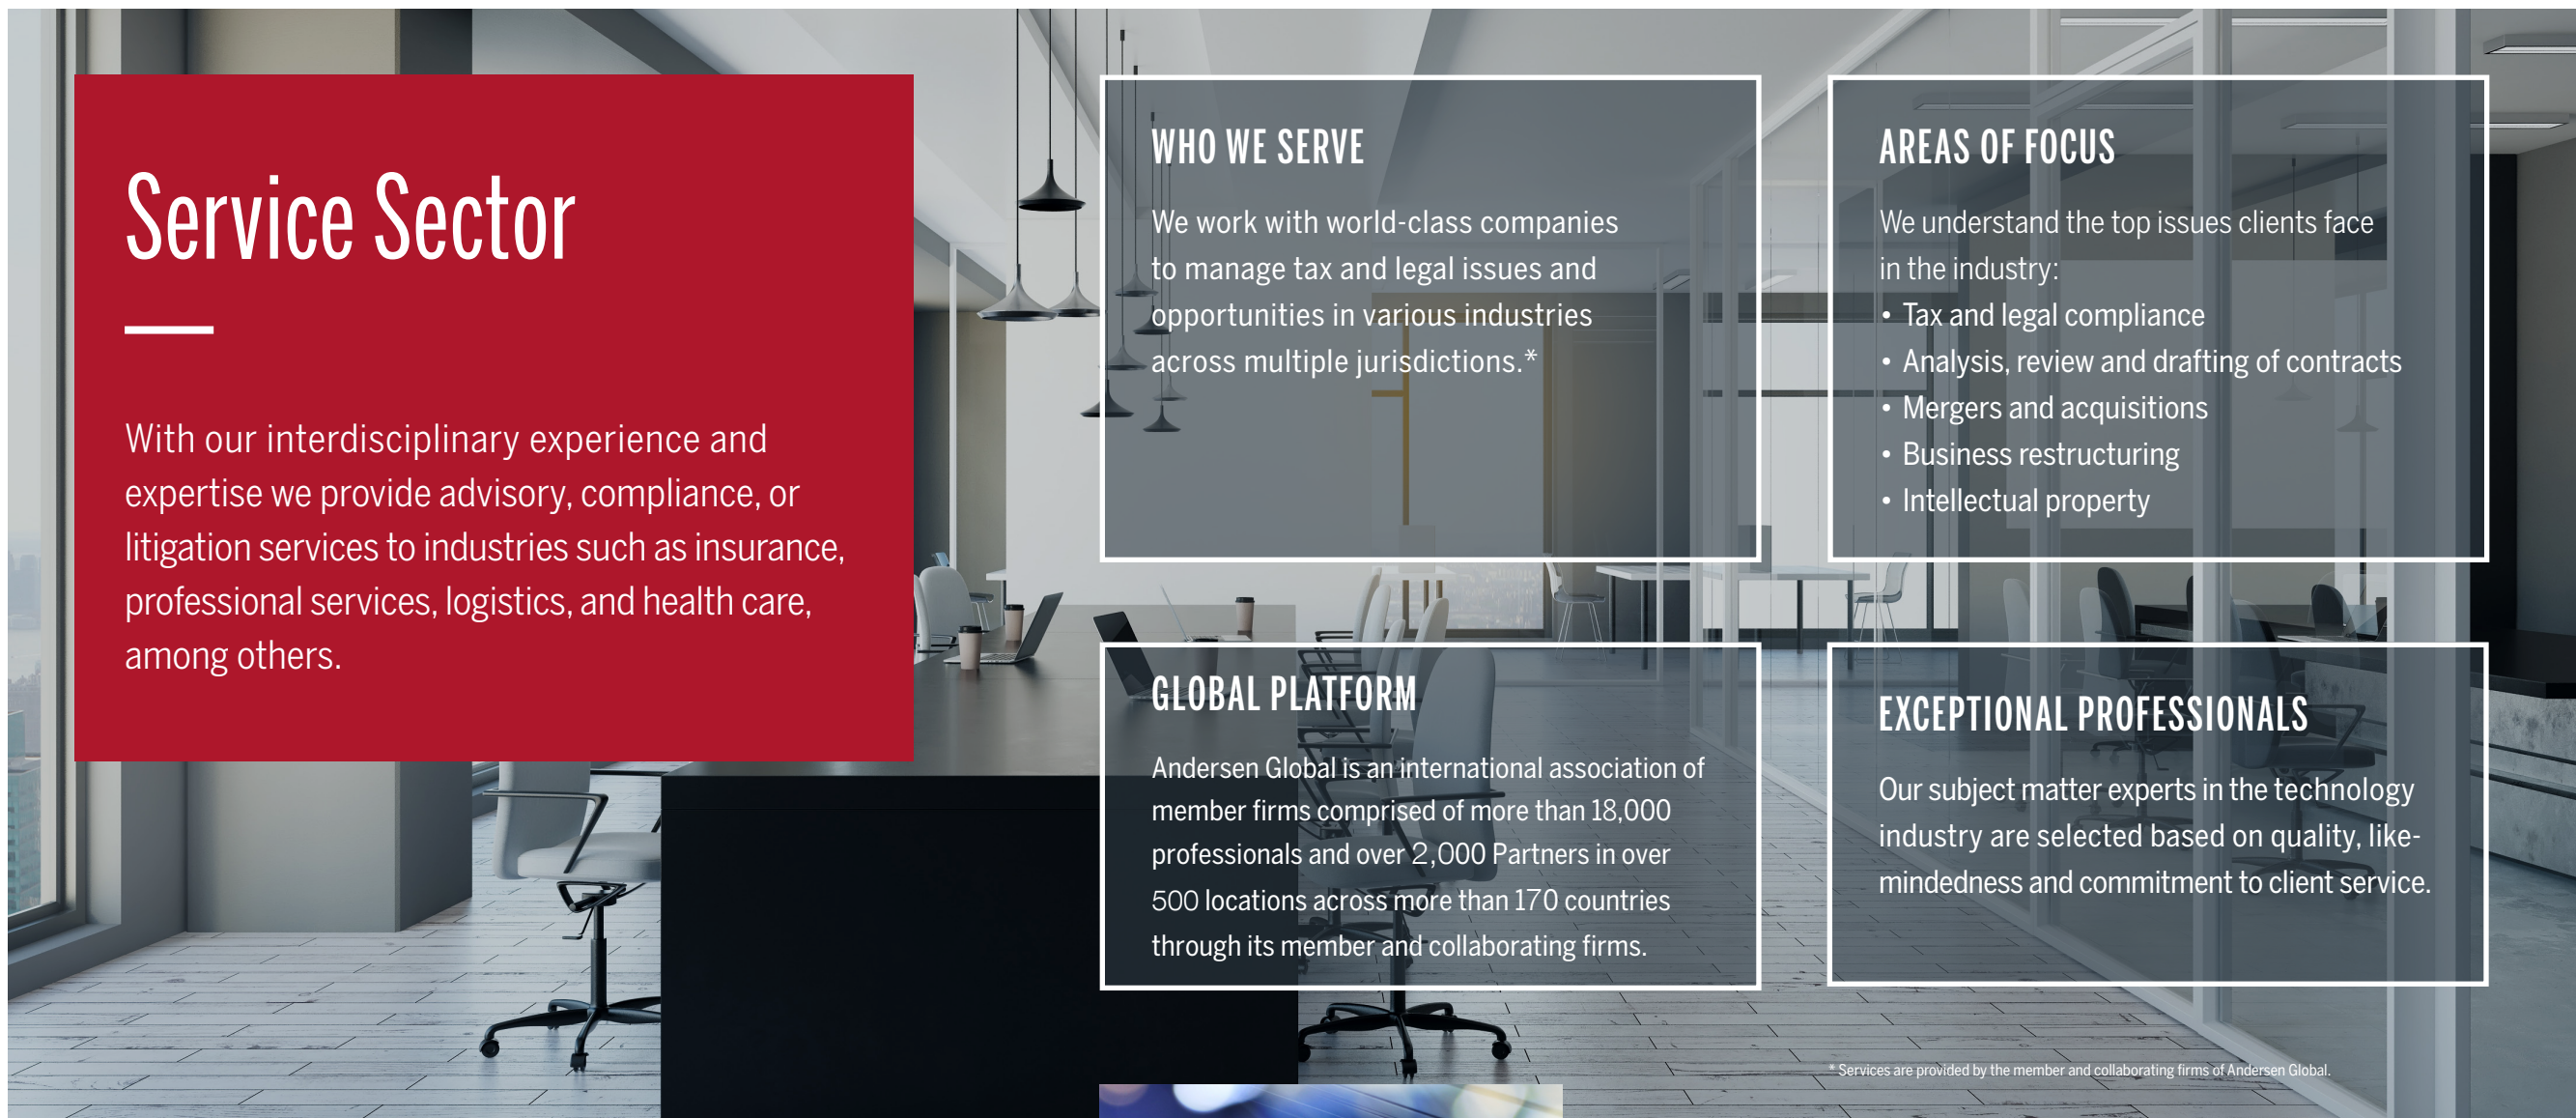 Service Sector
With our interdisciplinary experience and
expertise we provide advisory, compliance, or
litigation services to industries such as insurance,
professional services, logistics, and health care,
among others.
WHO WE SERVE
We work with world-class companies
to manage tax and legal issues and
opportunities in various industries
across multiple jurisdictions.*
AREAS OF FOCUS
We understand the top issues clients face
in the industry:
• Tax and legal compliance
• Analysis, review and drafting of contracts
• Mergers and acquisitions
• Business restructuring
• Intellectual property
GLOBAL PLATFORM
Andersen Global is an international association of
member firms comprised of more than 18,000
professionals and over 2,000 Partners in over
500 locations across more than 170 countries
through its member and collaborating firms.
EXCEPTIONAL PROFESSIONALS
Our subject matter experts in the technology
industry are selected based on quality, like-
mindedness and commitment to client service.
* Services are provided by the member and collaborating firms of Andersen Global.